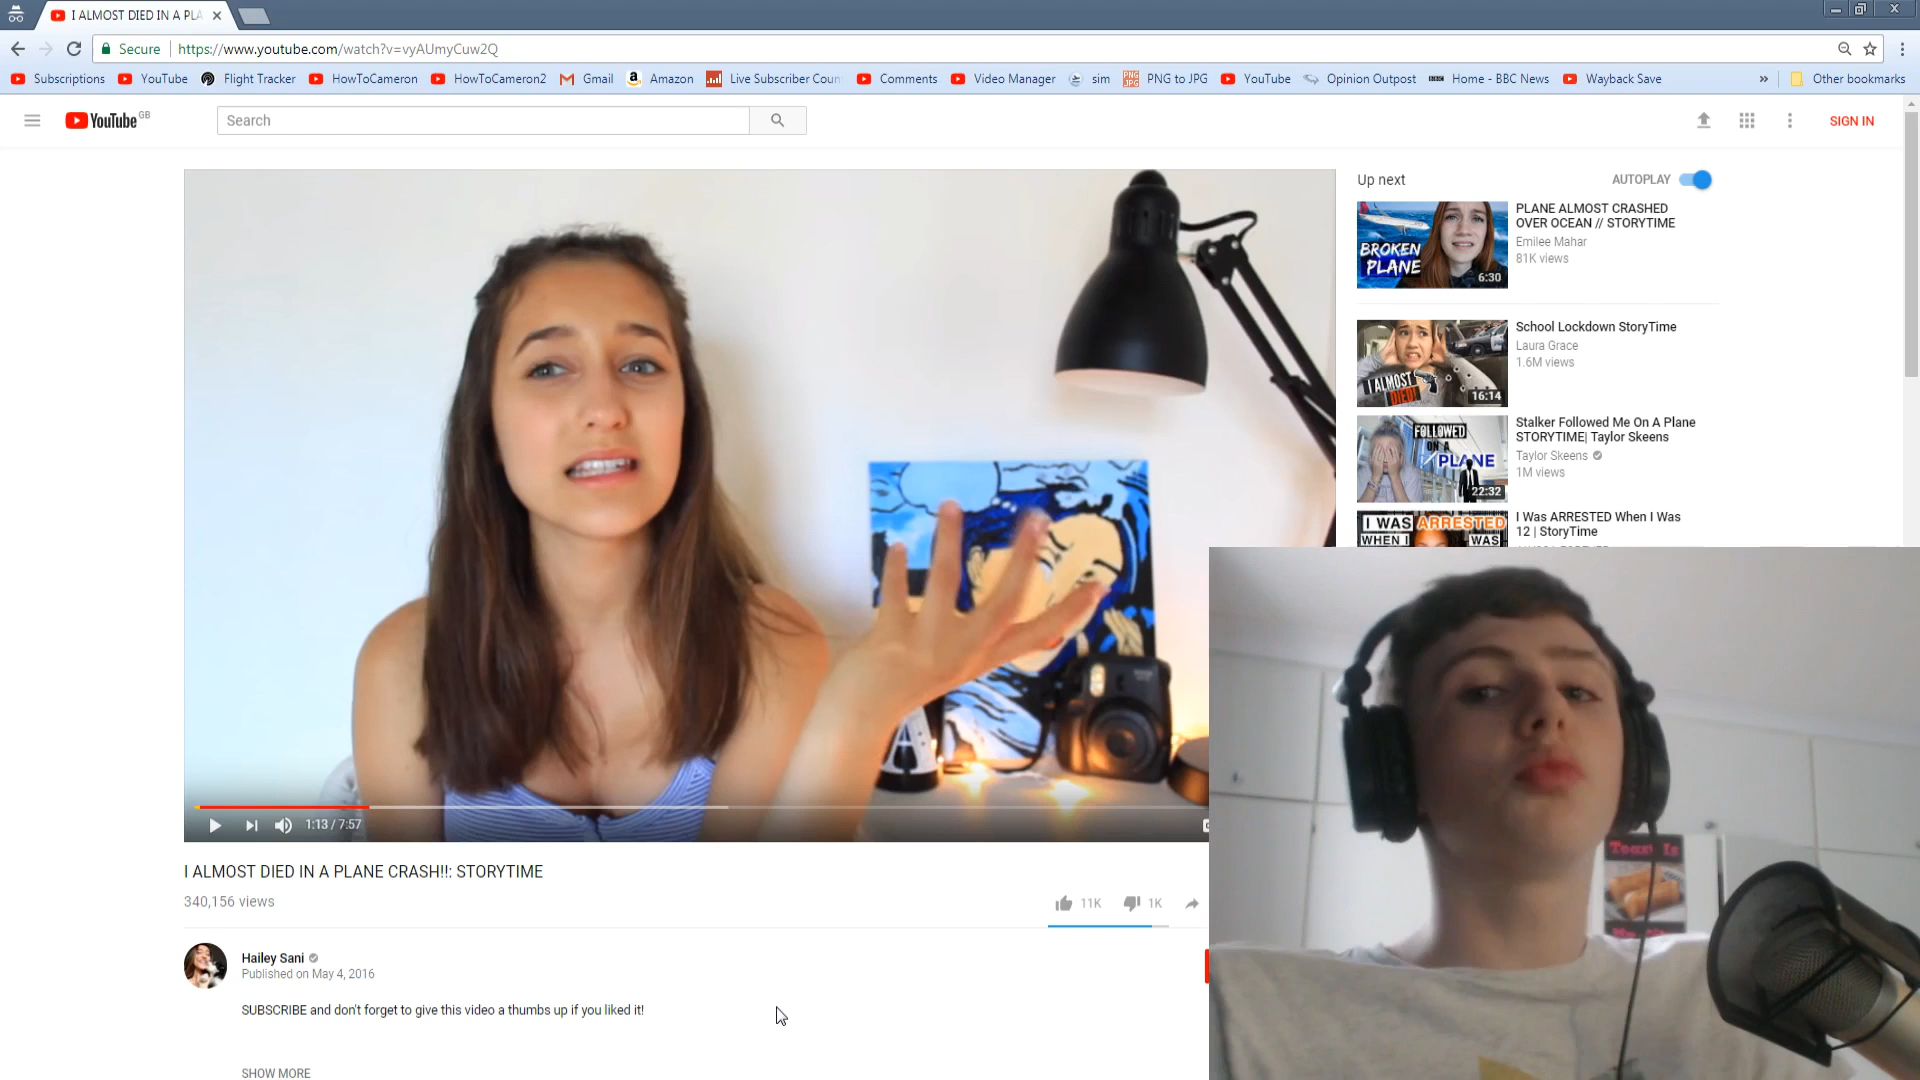 I ALMOST DIED IN A PLA
Secure
https://www.youtube.com/watch?v=vyAUmyCuw2Q
Subscriptions
YouTube
Flight Tracker
HowToCameron
HowToCameron2
Gmail
Amazon
Live Subscriber Coun
Comments
Video Manager
sim
PNG to JPG
YouTube
Opinion Outpost
Home - BBC News
Wayback Save
»
Other bookmarks
YouTube GB
Search
SIGN IN
Up next
AUTOPLAY
BROKEN
PLANE
6:30
PLANE ALMOST CRASHED
OVER OCEAN // STORYTIME
Emilee Mahar
81K views
I ALMOST
DIED!
16:14
School Lockdown StoryTime
Laura Grace
1.6M views
FOLLOWED
ON A
PLANE
22:32
Stalker Followed Me On A Plane
STORYTIME| Taylor Skeens
Taylor Skeens
1M views
I WAS ARRESTED
WHEN I WAS
I Was ARRESTED When I Was
12 | StoryTime
1:13 / 7:57
I ALMOST DIED IN A PLANE CRASH!!: STORYTIME
340,156 views
11K
1K
Hailey Sani
Published on May 4, 2016
SUBSCRIBE and don't forget to give this video a thumbs up if you liked it!
SHOW MORE
Toast Is